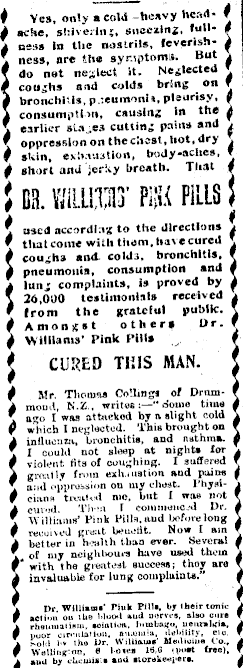 Yes, only a cold—heavy head-
ache, shivering, sneezing, full-
ness in the nostrils, feverish-
ness, are the symptoms. But
do not neglect it. Neglected
coughs and colds bring on
bronchitis, pneumonia, pleurisy,
consumption, causing in the
earlier stages cutting pains and
oppression on the chest, hot, dry
skin, exhaustion, body-aches,
short and jerky breath. That
DR. WILLIAMS' PINK PILLS
used according to the directions
that come with them, have cured
coughs and colds, bronchitis,
pneumonia, consumption and
lung complaints, is proved by
26,000 testimonials received
from the grateful public.
Amongst others Dr.
Williams' Pink Pills
CURED THIS MAN.
Mr. Thomas Collings of Drum-
mond, N.Z., writes:—"Some time
ago I was attacked by a slight cold
which I neglected. This brought on
influenza, bronchitis, and asthma.
I could not sleep at nights for
violent fits of coughing. I suffered
greatly from exhaustion and pains
and oppression on my chest. Physi-
cians treated me, but I was not
cured. Then I commenced Dr.
Williams' Pink Pills, and before long
received great benefit. I am
better in health than ever. Several
of my neighbours have used them
with the greatest success; they are
invaluable for lung complaints."
Dr. Williams' Pink Pills, by their tonic
action on the blood and nerves, also cure
rheumatism, sciatica, lumbago, neuralgia,
poor circulation, anæmia, debility, etc.
Sold by the Dr. Williams' Medicine Co.,
Wellington, 6 boxes 16.6 (post free),
and by chemists and storekeepers.